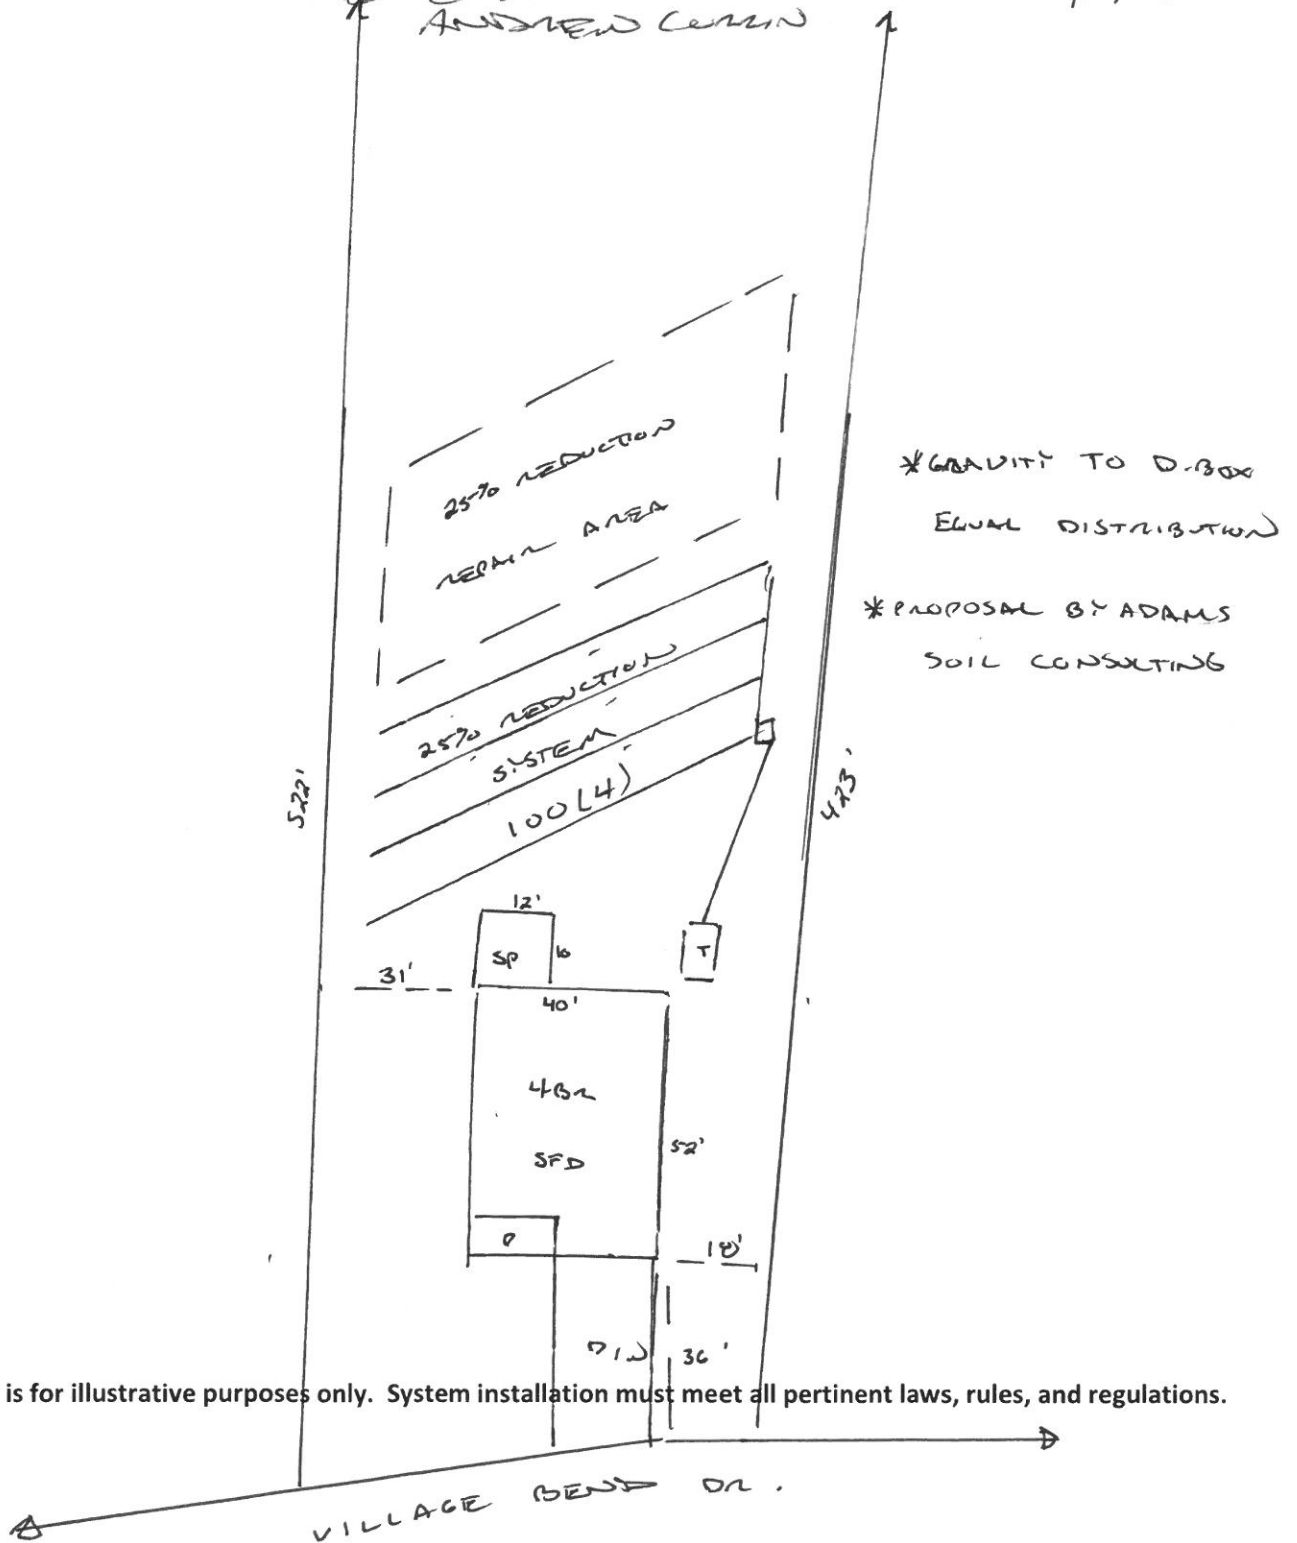 ANDREW CURRIN
25% REDUCTION
REPAIR AREA
*GRAVITY TO D-BOX
EQUAL DISTRIBUTION
*PROPOSAL BY ADAMS
SOIL CONSULTING
25% REDUCTION
SYSTEM
100(4)
522'
423'
12'
SP
T
31'
40'
4BR
52'
SFD
P
18'
D/W
36'
is for illustrative purposes only. System installation must meet all pertinent laws, rules, and regulations.
VILLAGE BEND DR.